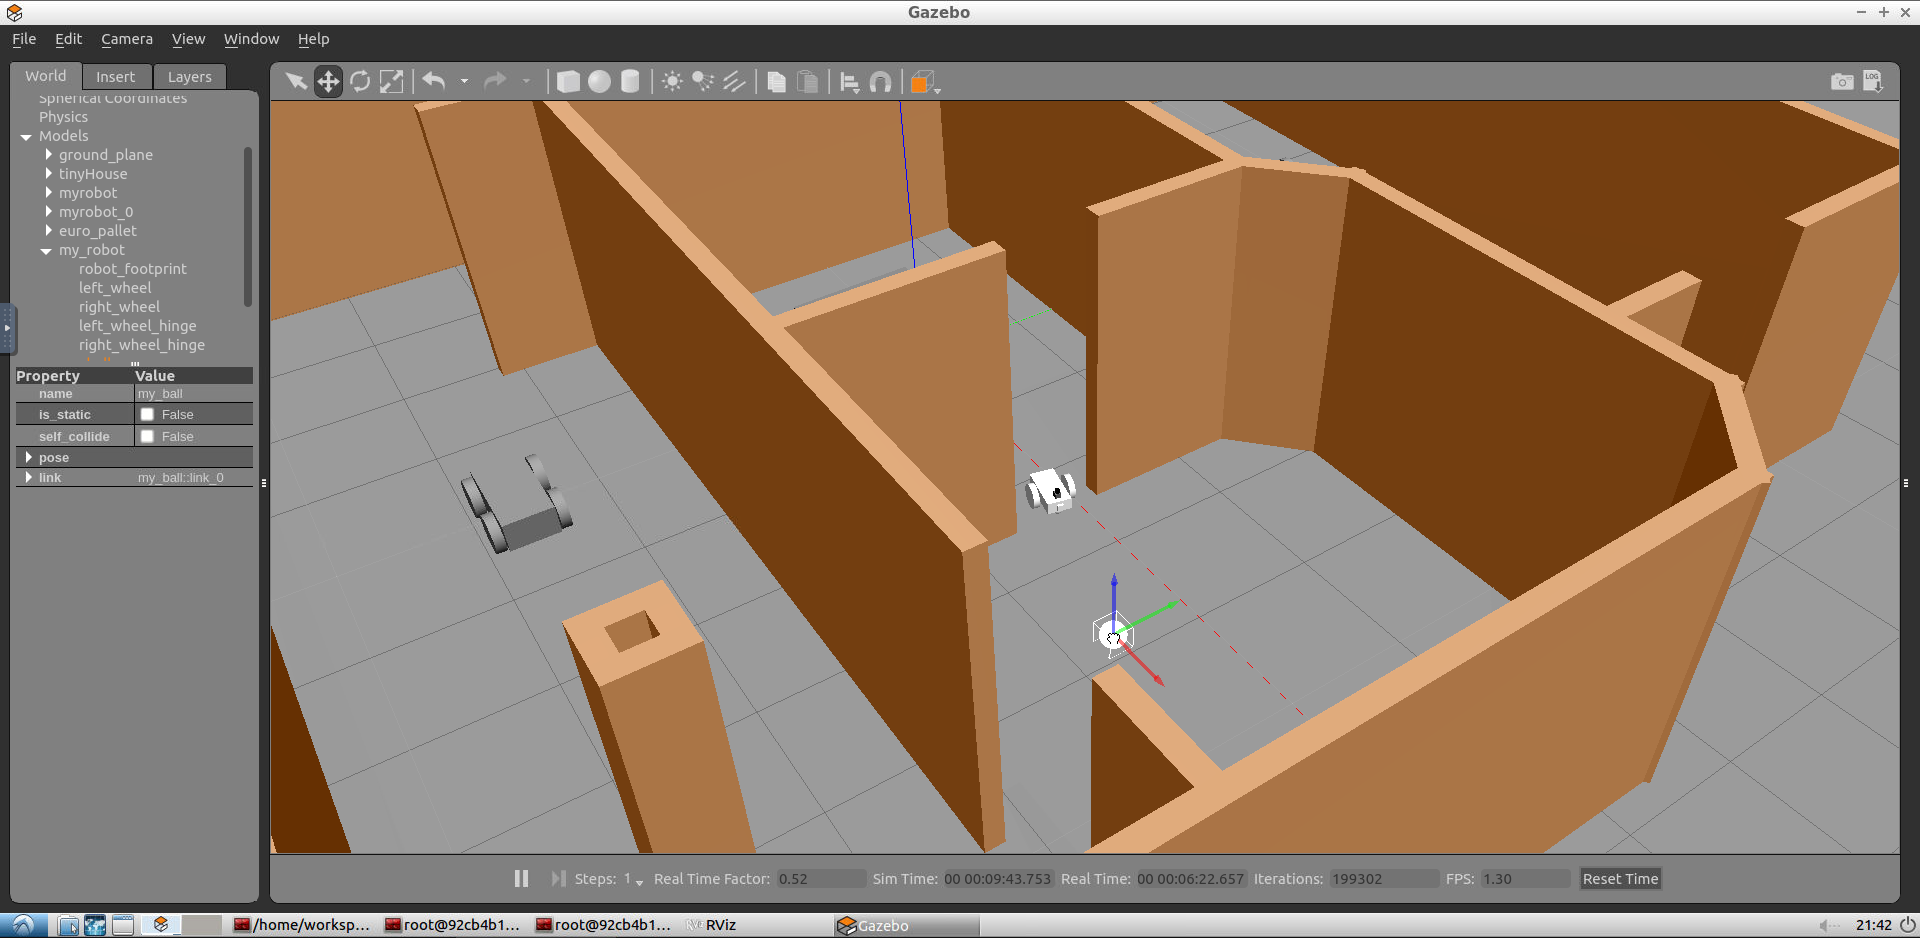 Gazebo
File Edit Camera View Window Help
World Insert Layers
Spherical Coordinates
Physics
Models
ground_plane
tinyHouse
myrobot
myrobot_0
euro_pallet
my_robot
robot_footprint
left_wheel
right_wheel
left_wheel_hinge
right_wheel_hinge
Property Value
name my_ball
is_static False
self_collide False
pose
link my_ball::link_0
LOG
Steps: 1 Real Time Factor: 0.52 Sim Time: 00 00:09:43.753 Real Time: 00 00:06:22.657 Iterations: 199302 FPS: 1.30 Reset Time
/home/worksp... root@92cb4b1... root@92cb4b1... RViz Gazebo 21:42